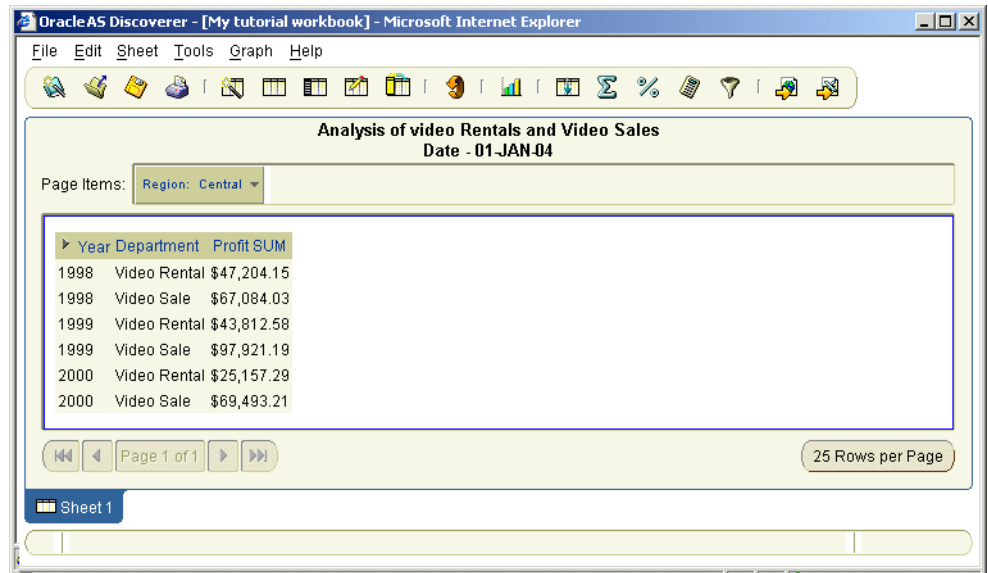 OracleAS Discoverer - [My tutorial workbook] - Microsoft Internet Explorer
File Edit Sheet Tools Graph Help
Analysis of video Rentals and Video Sales
Date - 01-JAN-04
Page Items: Region: Central
Year Department Profit SUM
1998 Video Rental $47,204.15
1998 Video Sale $67,084.03
1999 Video Rental $43,812.58
1999 Video Sale $97,921.19
2000 Video Rental $25,157.29
2000 Video Sale $69,493.21
Page 1 of 1 25 Rows per Page
Sheet 1